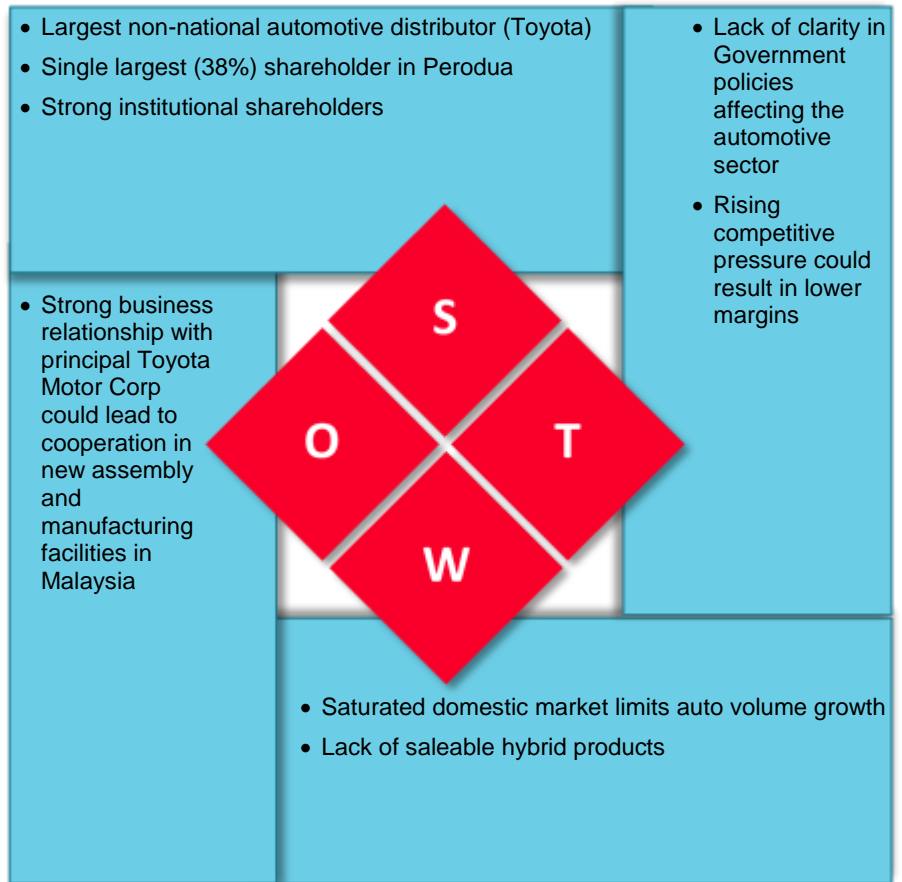 • Largest non-national automotive distributor (Toyota)
• Single largest (38%) shareholder in Perodua
• Strong institutional shareholders
• Lack of clarity in
Government
policies
affecting the
automotive
sector
• Rising
competitive
pressure could
result in lower
margins
• Strong business
relationship with
principal Toyota
Motor Corp
could lead to
cooperation in
new assembly
and
manufacturing
facilities in
Malaysia
S
O
T
W
• Saturated domestic market limits auto volume growth
• Lack of saleable hybrid products